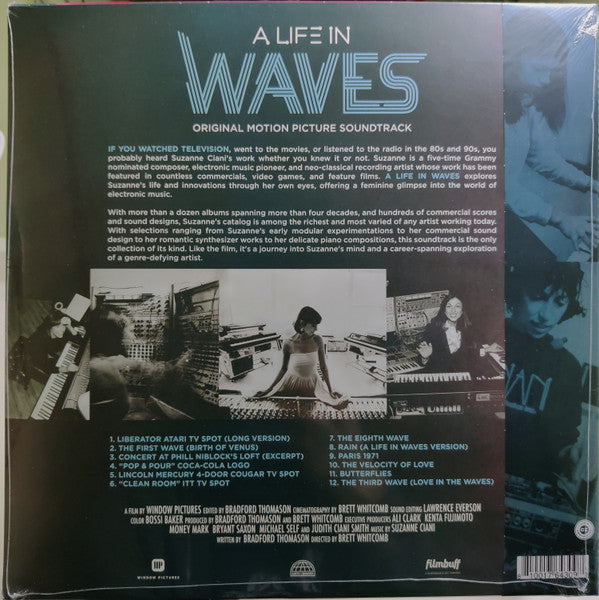 A LIFE IN
WAVES
ORIGINAL MOTION PICTURE SOUNDTRACK
IF YOU WATCHED TELEVISION, went to the movies, or listened to the radio in the 80s and 90s, you
probably heard Suzanne Ciani's work whether you knew it or not. Suzanne is a five-time Grammy
nominated composer, electronic music pioneer, and neo-classical recording artist whose work has been
featured in countless commercials, video games, and feature films. A LIFE IN WAVES explores
Suzanne's life and innovations through her own eyes, offering a feminine glimpse into the world of
electronic music.
With more than a dozen albums spanning more than four decades, and hundreds of commercial scores
and sound designs, Suzanne's catalog is among the richest and most varied of any artist working today.
With selections ranging from Suzanne's early modular experimentations to her commercial sound
design to her romantic synthesizer works to her delicate piano compositions, this soundtrack is the only
collection of its kind. Like the film, it's a journey into Suzanne's mind and a career-spanning exploration
of a genre-defying artist.
1. LIBERATOR ATARI TV SPOT (LONG VERSION)
2. THE FIRST WAVE (BIRTH OF VENUS)
3. CONCERT AT PHILL NIBLOCK'S LOFT (EXCERPT)
4. "POP & POUR" COCA-COLA LOGO
5. LINCOLN MERCURY 4-DOOR COUGAR TV SPOT
6. "CLEAN ROOM" ITT TV SPOT
7. THE EIGHTH WAVE
8. RAIN (A LIFE IN WAVES VERSION)
9. PARIS 1971
10. THE VELOCITY OF LOVE
11. BUTTERFLIES
12. THE THIRD WAVE (LOVE IN THE WAVES)
A FILM BY WINDOW PICTURES EDITED BY BRADFORD THOMASON CINEMATOGRAPHY BY BRETT WHITCOMB SOUND EDITING LAWRENCE EVERSON
COLOR BOSSI BAKER PRODUCED BY BRADFORD THOMASON AND BRETT WHITCOMB EXECUTIVE PRODUCERS ALI CLARK KENTA FUJIMOTO
MONEY MARK BRYANT SAXON MICHAEL SELF AND JUDITH CIANI SMITH MUSIC BY SUZANNE CIANI
WRITTEN BY BRADFORD THOMASON DIRECTED BY BRETT WHITCOMB
WINDOW PICTURES
filmbuff